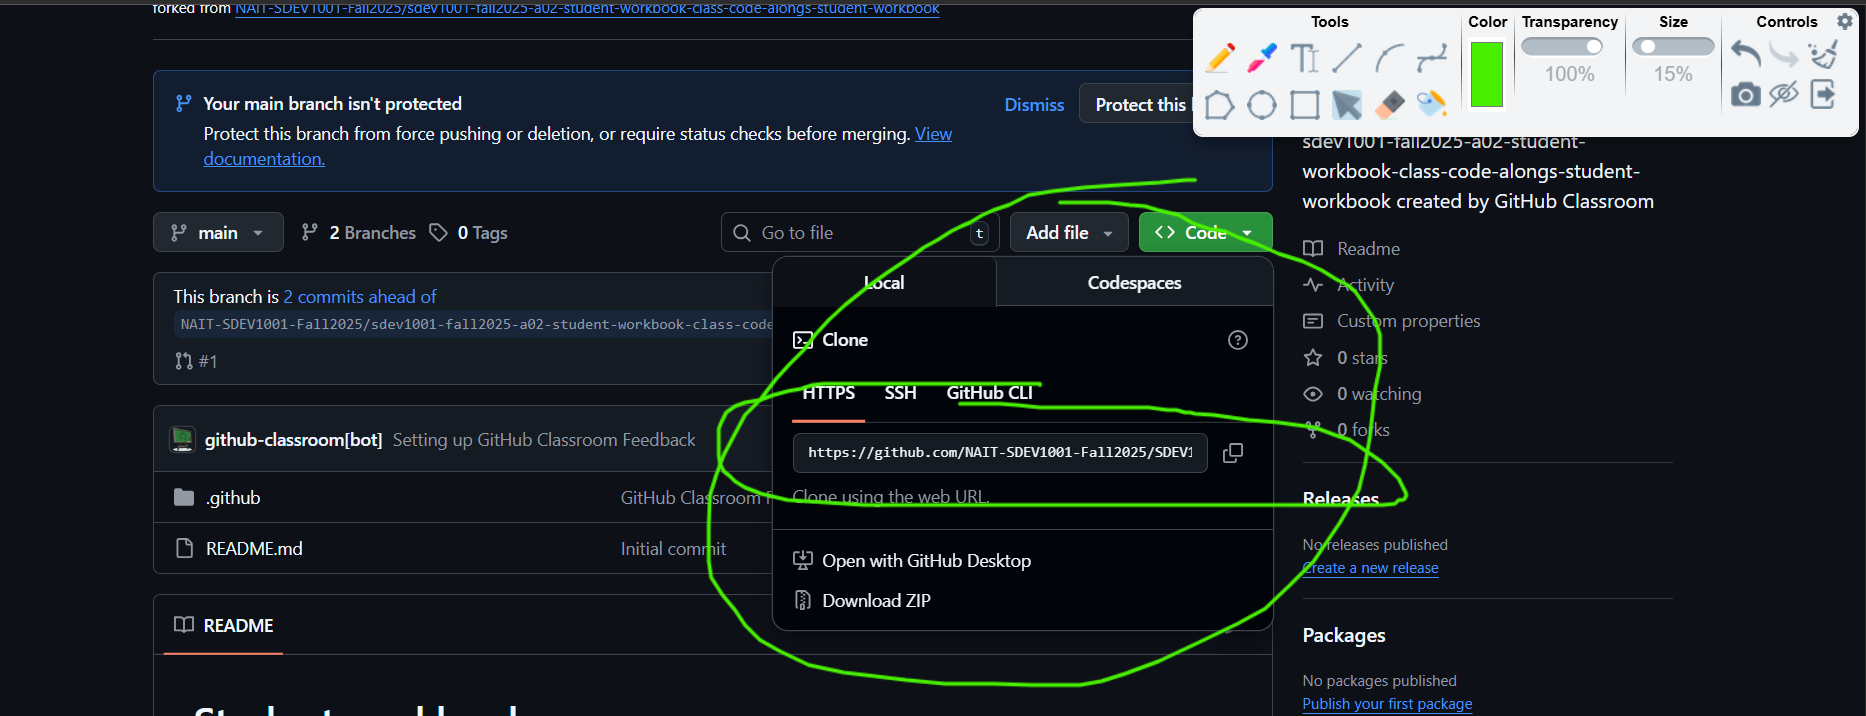 forked from NAIT-SDEV1001-Fall2025/sdev1001-fall2025-a02-student-workbook-class-code-alongs-student-workbook
Tools
Color
Transparency
Size
Controls
100%
15%
Your main branch isn't protected
Protect this branch from force pushing or deletion, or require status checks before merging. View
documentation.
Dismiss
Protect this
sdev1001-fall2025-a02-student-
workbook-class-code-alongs-student-
workbook created by GitHub Classroom
main
2 Branches
0 Tags
Go to file
t
Add file
<> Code
Local
Codespaces
Clone
HTTPS
SSH
GitHub CLI
https://github.com/NAIT-SDEV1001-Fall2025/SDEV1
Clone using the web URL.
Open with GitHub Desktop
Download ZIP
This branch is 2 commits ahead of
NAIT-SDEV1001-Fall2025/sdev1001-fall2025-a02-student-workbook-class-code
#1
github-classroom[bot] Setting up GitHub Classroom Feedback
.github
GitHub Classroom
README.md
Initial commit
README
Student workbook
Readme
Activity
Custom properties
0 stars
0 watching
0 forks
Releases
No releases published
Create a new release
Packages
No packages published
Publish your first package